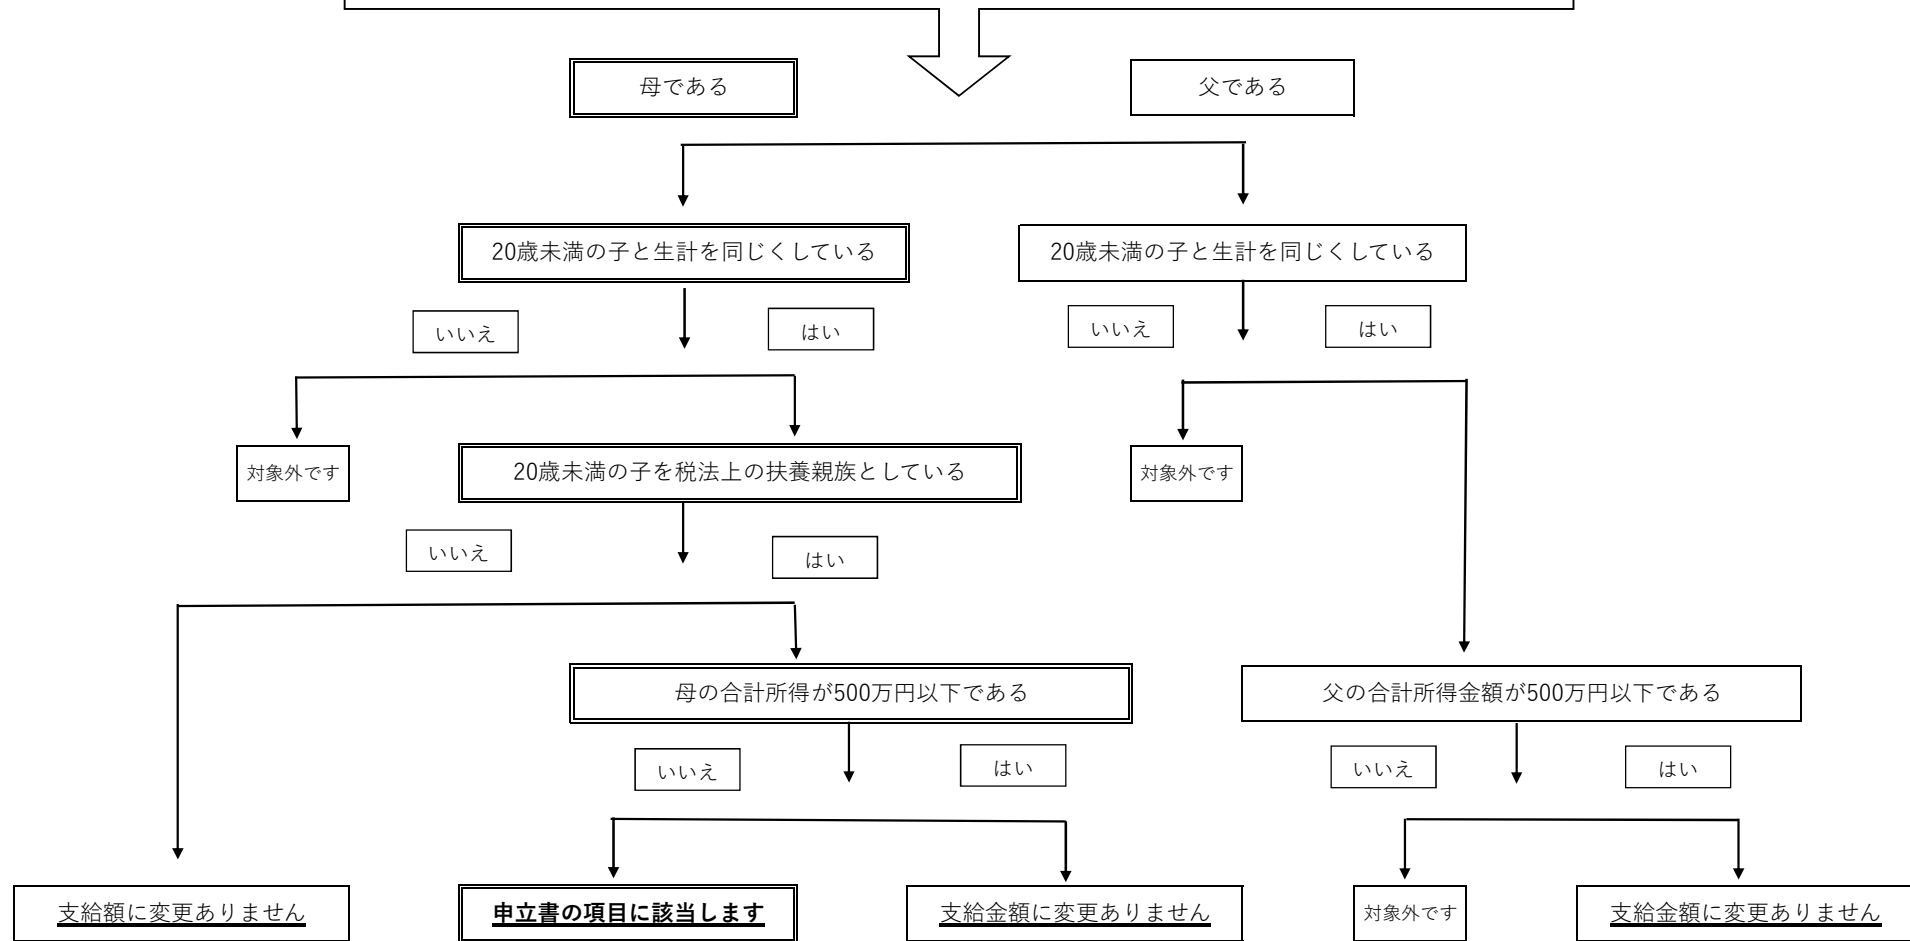 母である
父である
20歳未満の子と生計を同じくしている
20歳未満の子と生計を同じくしている
いいえ
はい
いいえ
はい
対象外です
20歳未満の子を税法上の扶養親族としている
対象外です
いいえ
はい
母の合計所得が500万円以下である
父の合計所得金額が500万円以下である
いいえ
はい
いいえ
はい
支給額に変更ありません
申立書の項目に該当します
支給金額に変更ありません
対象外です
支給金額に変更ありません